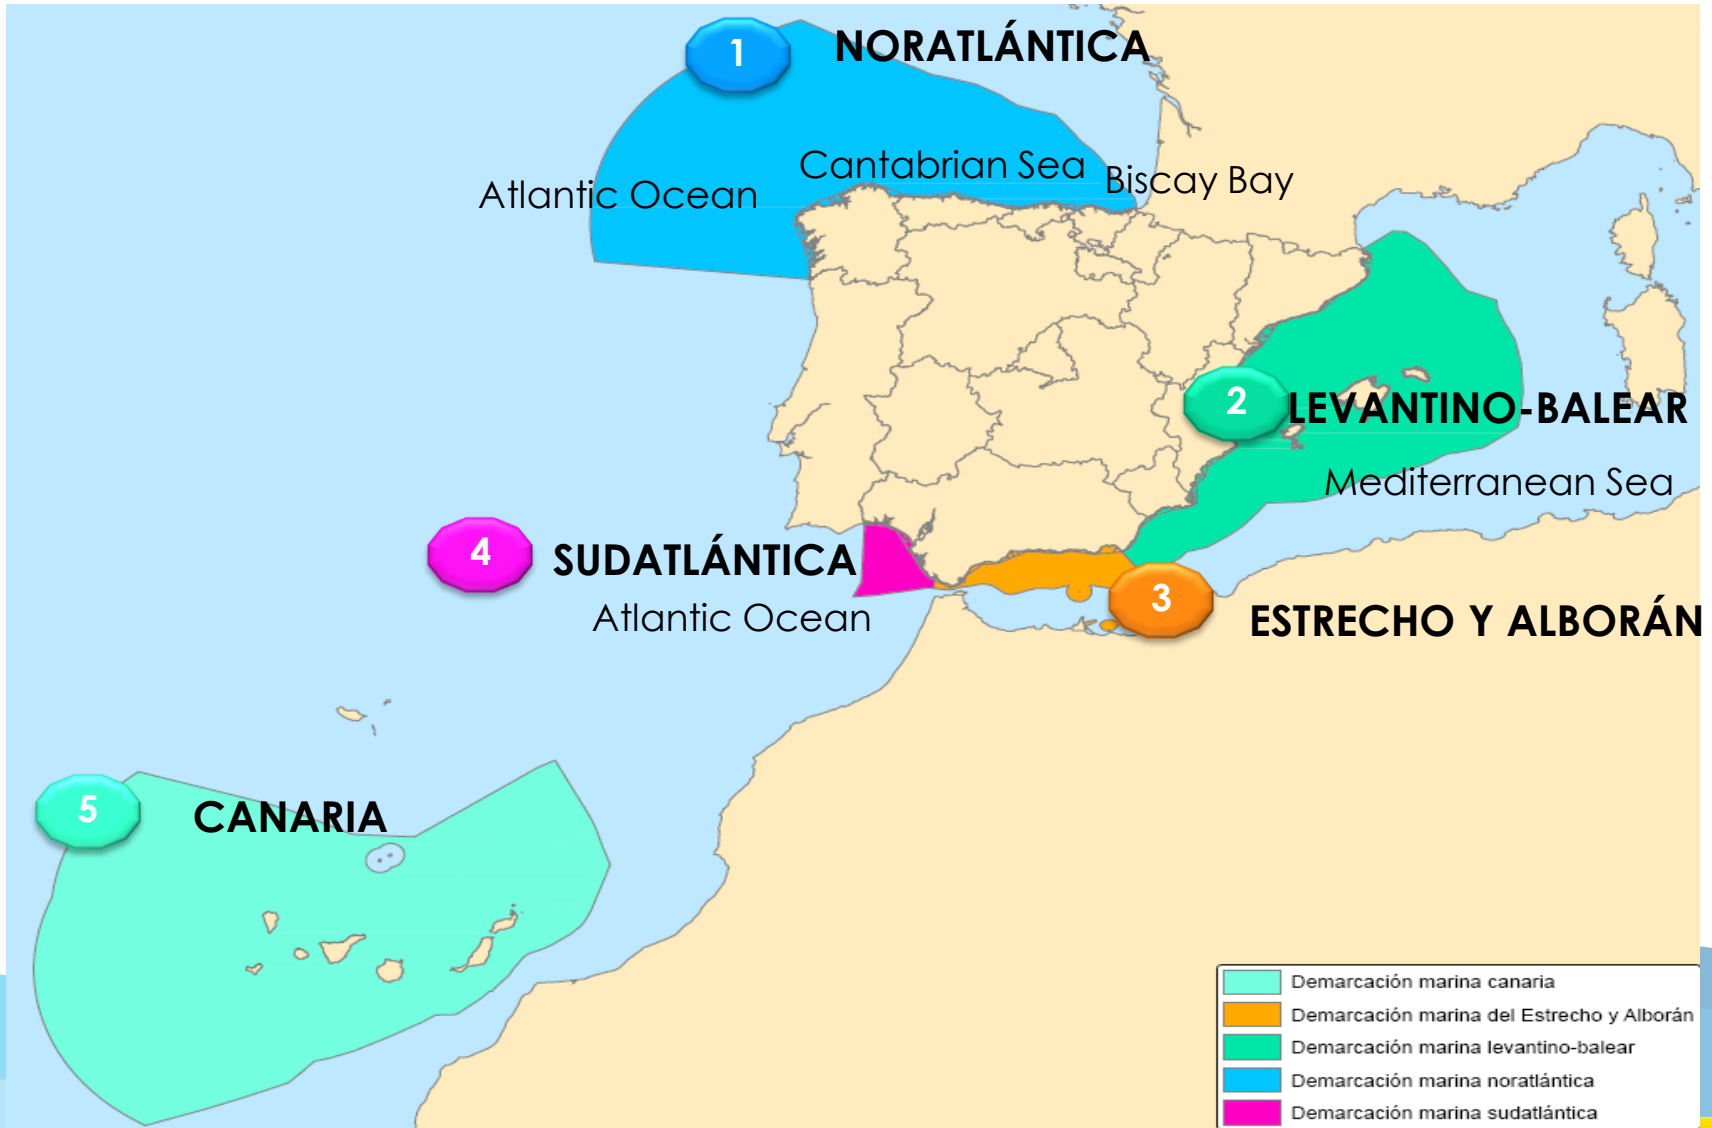 1
NORATLÁNTICA
Cantabrian Sea
Biscay Bay
Atlantic Ocean
2
LEVANTINO-BALEAR
Mediterranean Sea
4
SUDATLÁNTICA
Atlantic Ocean
3
ESTRECHO Y ALBORÁN
5
CANARIA
Demarcación marina canaria
Demarcación marina del Estrecho y Alborán
Demarcación marina levantino-balear
Demarcación marina noratlántica
Demarcación marina sudatlántica